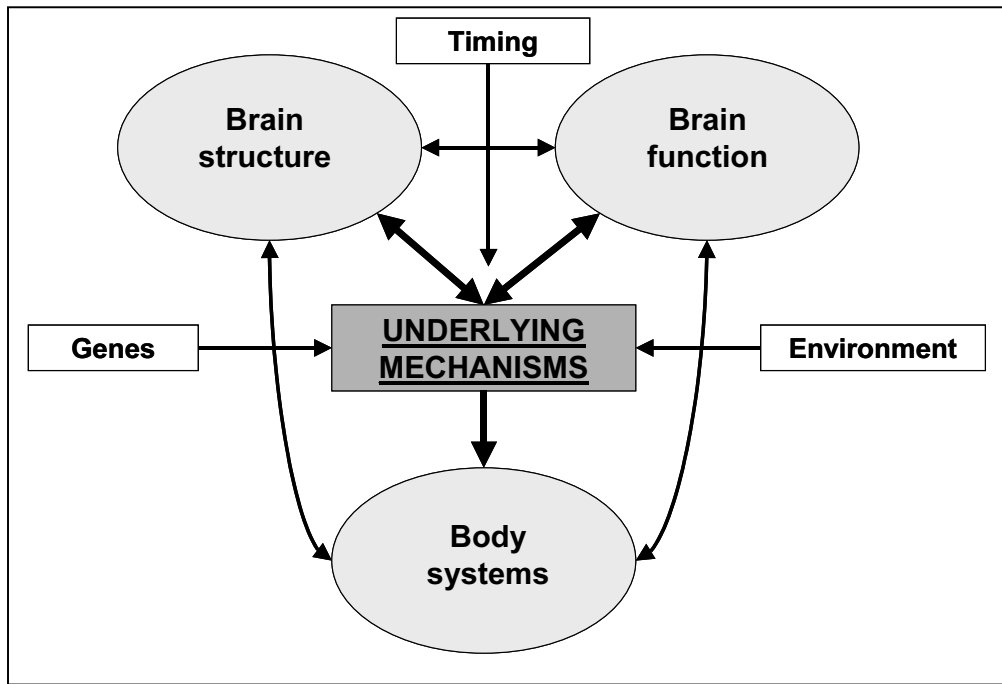 Timing
Brain
structure
Brain
function
Genes
UNDERLYING
MECHANISMS
Environment
Body
systems